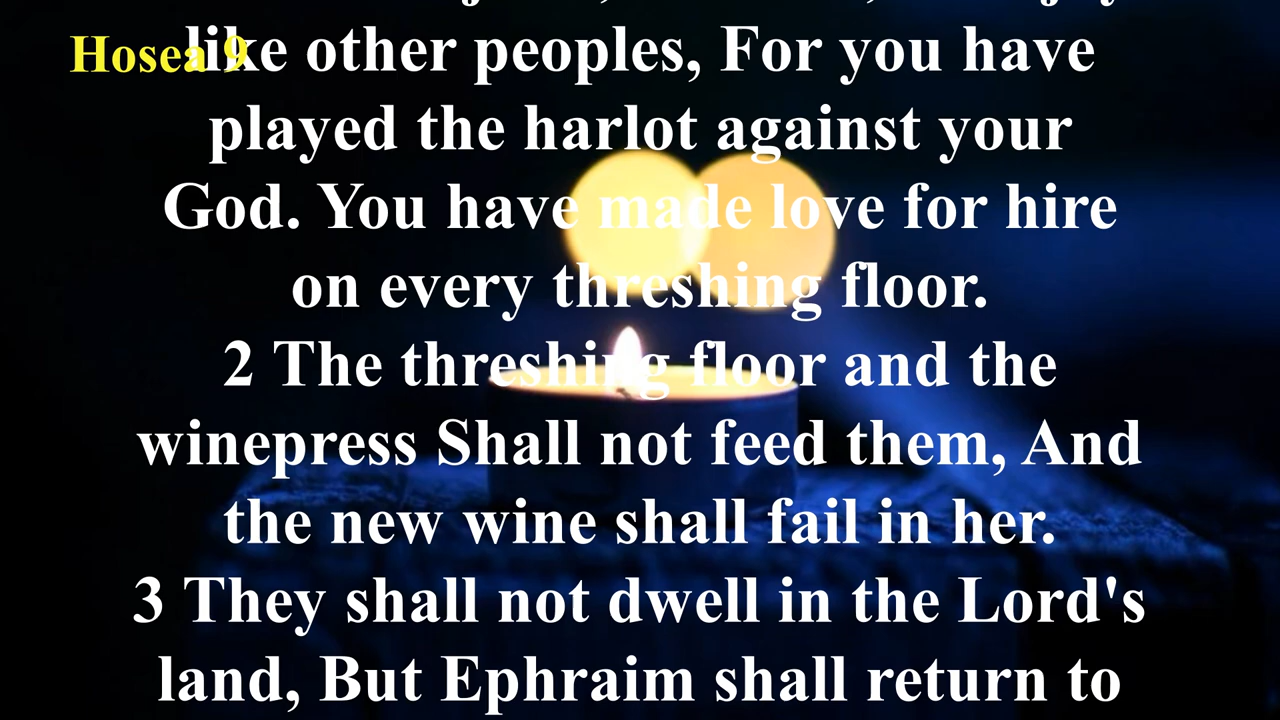 Hosea 9
like other peoples, For you have
played the harlot against your
God. You have made love for hire
on every threshing floor.
2 The threshing floor and the
winepress Shall not feed them, And
the new wine shall fail in her.
3 They shall not dwell in the Lord's
land, But Ephraim shall return to